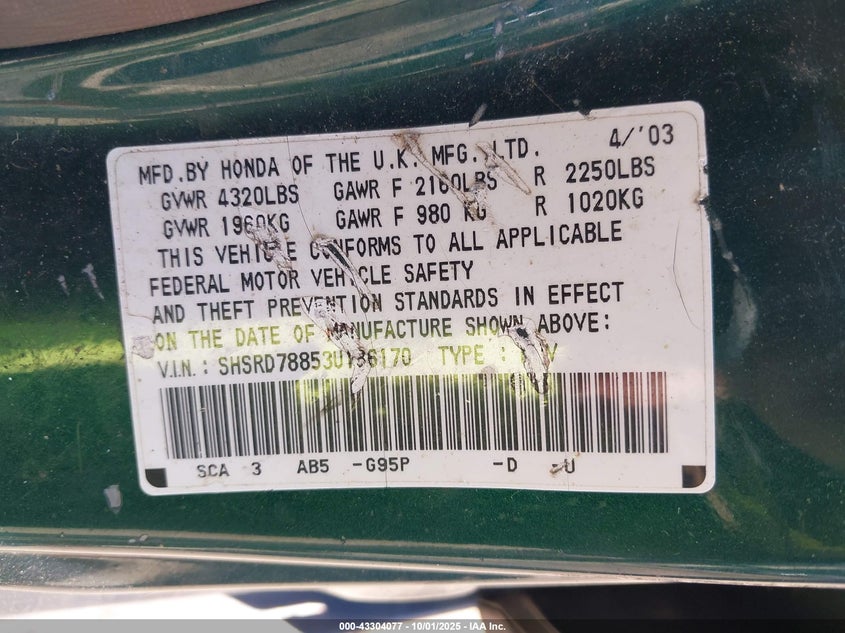 4/'03
MFD.BY HONDA OF THE U.K. MFG. LTD.
GVWR 4320LBS GAWR F 2160LBS R 2250LBS
GVWR 1960KG GAWR F 980 KG R 1020KG
THIS VEHICLE CONFORMS TO ALL APPLICABLE
FEDERAL MOTOR VEHICLE SAFETY
AND THEFT PREVENTION STANDARDS IN EFFECT
ON THE DATE OF MANUFACTURE SHOWN ABOVE:
V.IN.: SHSRD78853U136170 TYPE :
SCA 3 AB5 -G95P -D -U
000-43304077 - 10/01/2025 - IAA Inc.